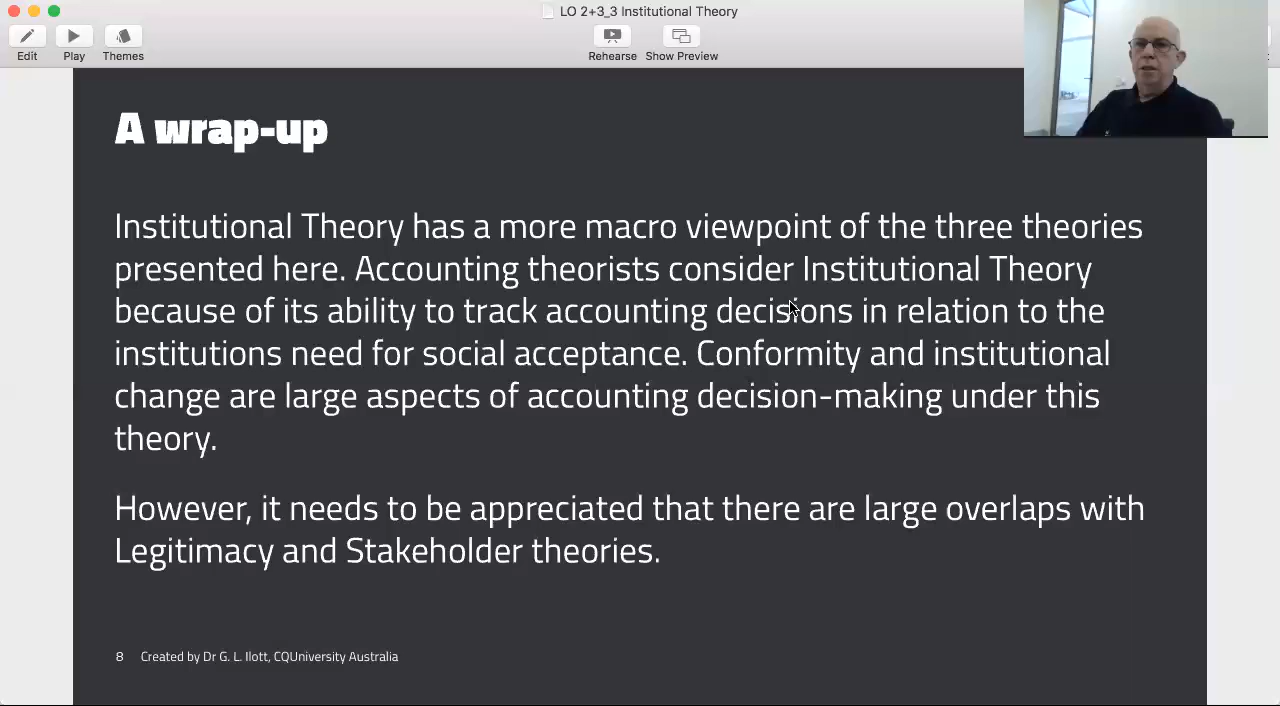 LO 2+3_3 Institutional Theory
Edit
Play
Themes
Rehearse
Show Preview
A wrap-up
Institutional Theory has a more macro viewpoint of the three theories
presented here. Accounting theorists consider Institutional Theory
because of its ability to track accounting decisions in relation to the
institutions need for social acceptance. Conformity and institutional
change are large aspects of accounting decision-making under this
theory.
However, it needs to be appreciated that there are large overlaps with
Legitimacy and Stakeholder theories.
8 Created by Dr G. L. Ilott, CQUniversity Australia